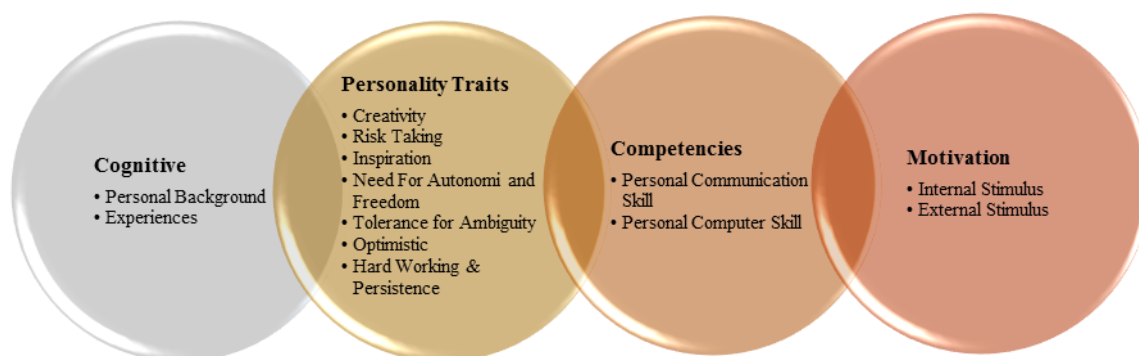 Cognitive
• Personal Background
• Experiences
Personality Traits
• Creativity
• Risk Taking
• Inspiration
• Need For Autonomi and
Freedom
• Tolerance for Ambiguity
• Optimistic
• Hard Working &
Persistence
Competencies
• Personal Communication
Skill
• Personal Computer Skill
Motivation
• Internal Stimulus
• External Stimulus